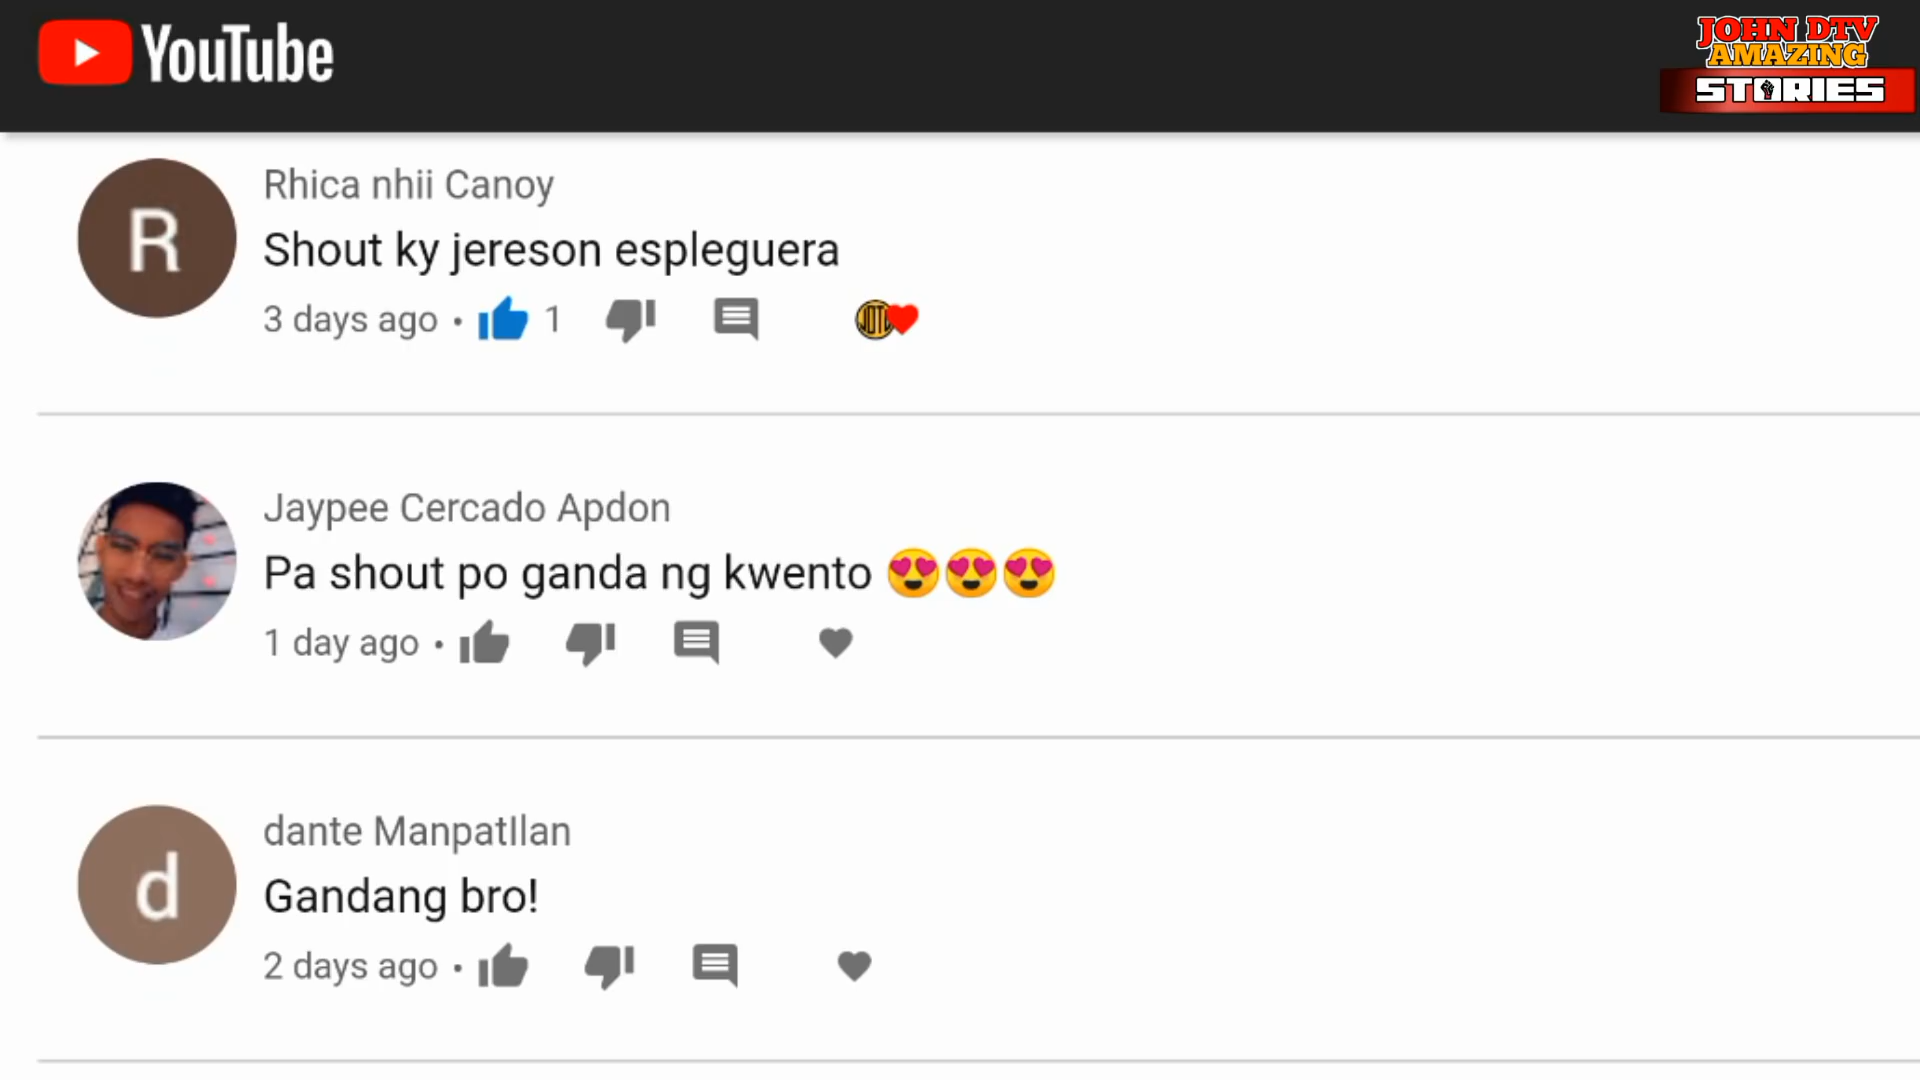 YouTube
JOHN DTV
AMAZING
STORIES
R
Rhica nhii Canoy
Shout ky jereson espleguera
3 days ago • 1
Jaypee Cercado Apdon
Pa shout po ganda ng kwento 😍😍😍
1 day ago •
d
dante Manpatllan
Gandang bro!
2 days ago •